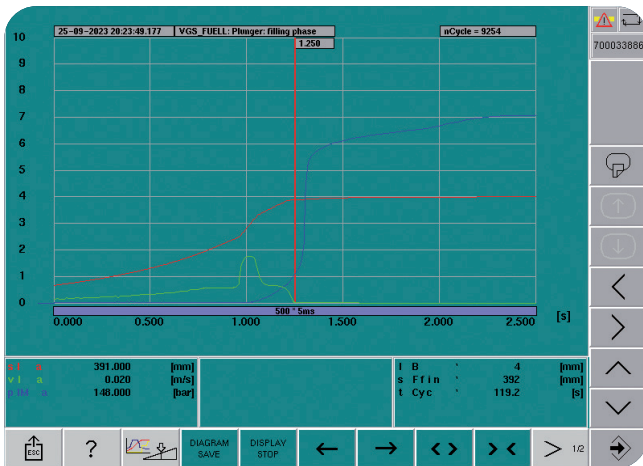 700033886
25-09-2023 20:23:49.177 VGS_FUELL: Plunger: filling phase nCycle = 9254
1.250
10
9
8
7
6
5
4
3
2
1
0
500 * 5ms
0.000 0.500 1.000 1.500 2.000 2.500 [s]
391.000 [mm]
0.020 [m/s]
148.000 [bar]
l B 4 [mm]
s Ffin 392 [mm]
t Cyc 119.2 [s]
ESC
?
DIAGRAM SAVE
DISPLAY STOP
1/2